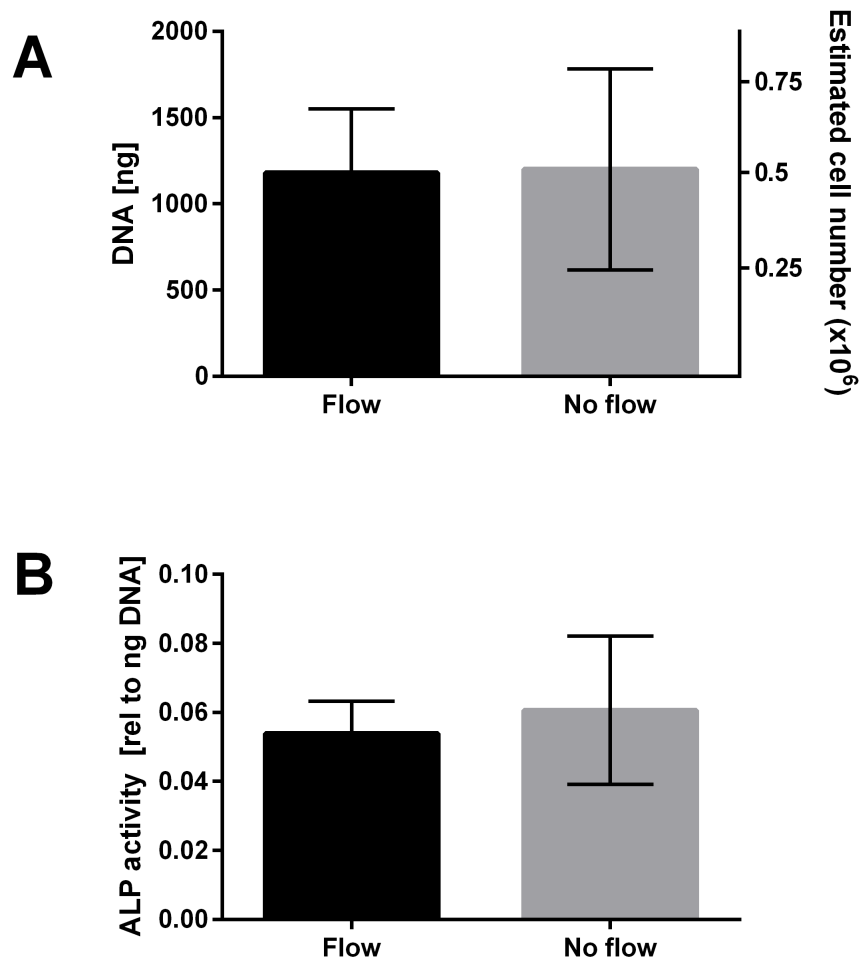 A
DNA [ng]
2000
1500
1000
500
0
Flow
No flow
0.75
0.5
0.25
Estimated cell number (x10⁶)
B
ALP activity [rel to ng DNA]
0.10
0.08
0.06
0.04
0.02
0.00
Flow
No flow